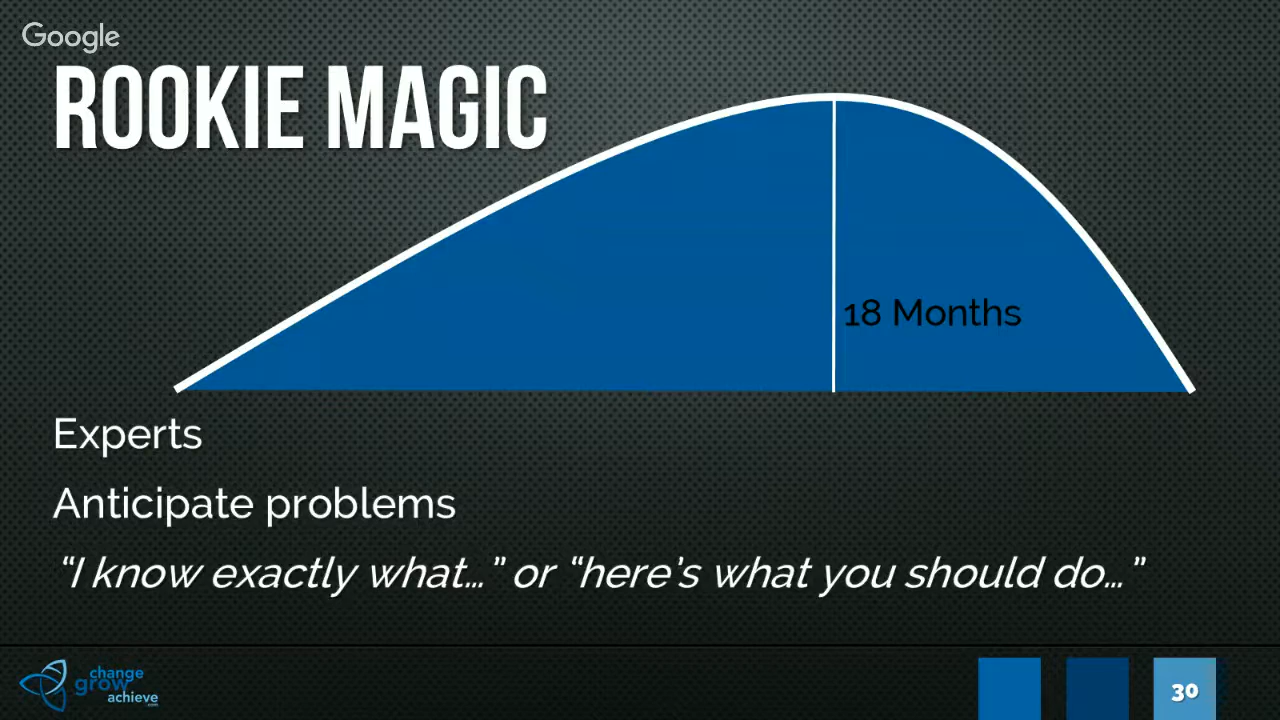 Google
ROOKIE MAGIC
18 Months
Experts
Anticipate problems
“I know exactly what…” or “here’s what you should do…”
change
grow
achieve
.com
30